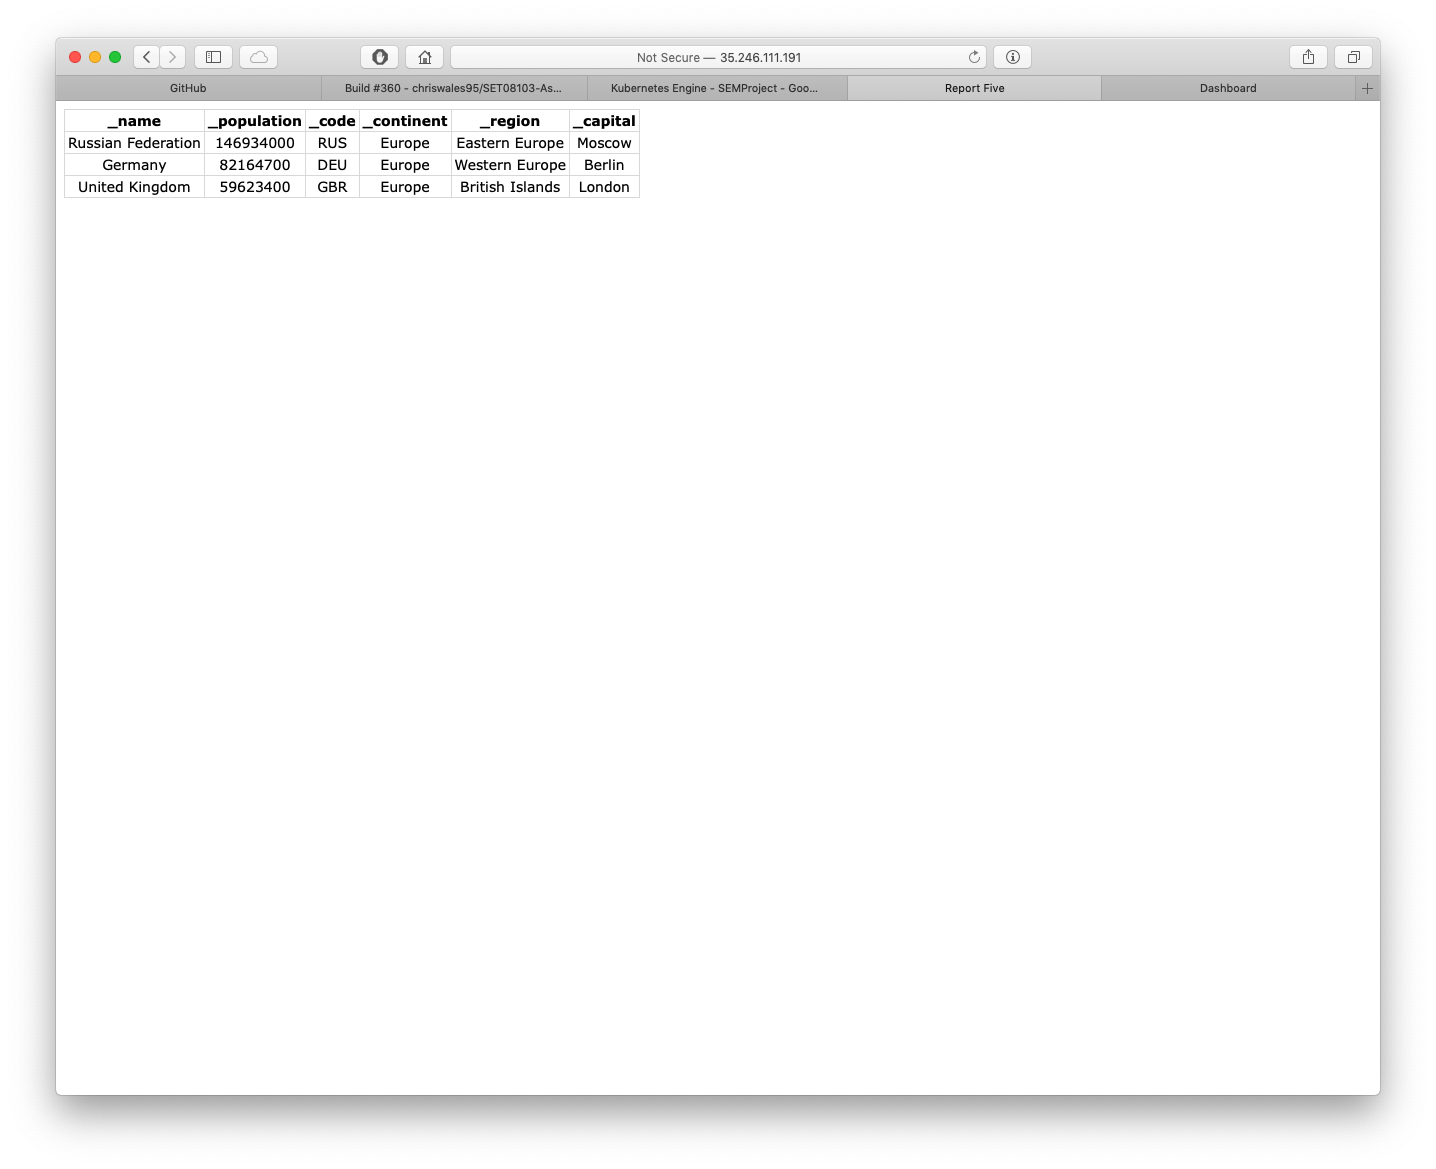 Not Secure — 35.246.111.191
GitHub
Build #360 - chriswales95/SET08103-As...
Kubernetes Engine - SEMProject - Goo...
Report Five
Dashboard
_name _population _code _continent _region _capital
Russian Federation 146934000 RUS Europe Eastern Europe Moscow
Germany 82164700 DEU Europe Western Europe Berlin
United Kingdom 59623400 GBR Europe British Islands London